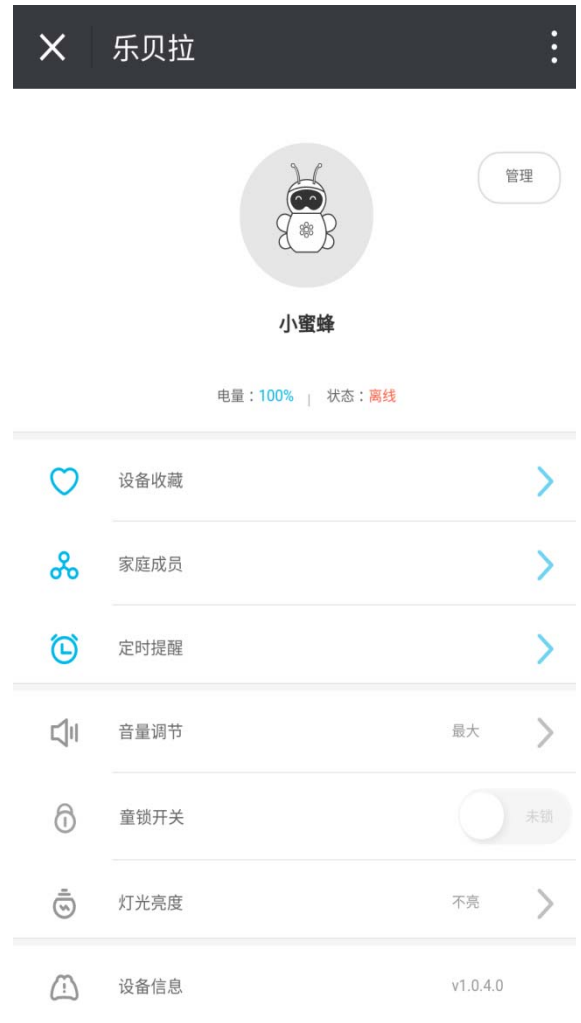 乐贝拉
管理
小蜜蜂
电量：100% | 状态：离线
设备收藏
家庭成员
定时提醒
音量调节 最大
童锁开关 未锁
灯光亮度 不亮
设备信息 v1.0.4.0